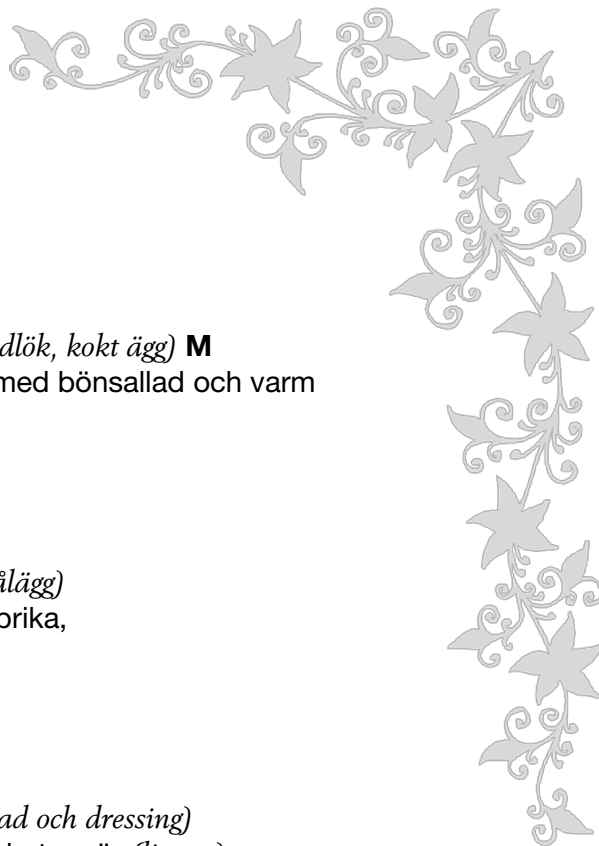 dlök, kokt ägg) M
med bönsallad och varm
ålägg)
orika,
ad och dressing)